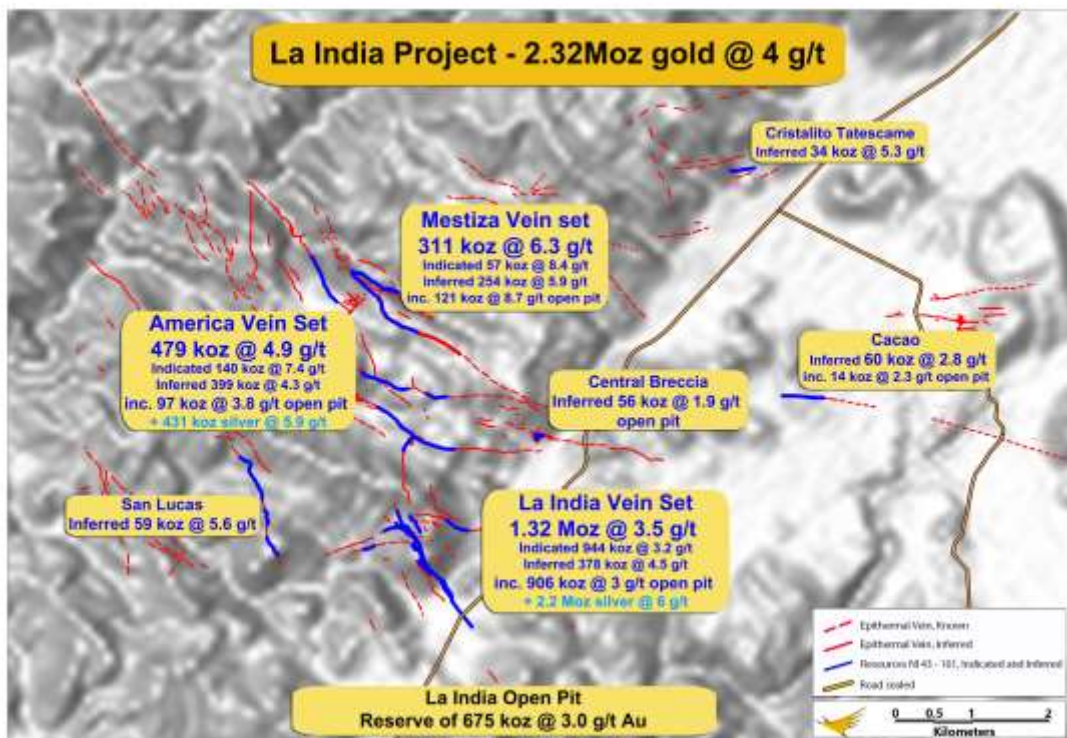 La India Project - 2.32Moz gold @ 4 g/t
Cristalito Tatescame
Inferred 34 koz @ 5.3 g/t
Mestiza Vein set
311 koz @ 6.3 g/t
Indicated 57 koz @ 8.4 g/t
Inferred 254 koz @ 5.9 g/t
inc. 121 koz @ 8.7 g/t open pit
America Vein Set
479 koz @ 4.9 g/t
Indicated 140 koz @ 7.4 g/t
Inferred 399 koz @ 4.3 g/t
inc. 97 koz @ 3.8 g/t open pit
+ 431 koz silver @ 5.9 g/t
Cacao
Inferred 60 koz @ 2.8 g/t
inc. 14 koz @ 2.3 g/t open pit
Central Breccia
Inferred 56 koz @ 1.9 g/t
open pit
San Lucas
Inferred 59 koz @ 5.6 g/t
La India Vein Set
1.32 Moz @ 3.5 g/t
Indicated 944 koz @ 3.2 g/t
Inferred 378 koz @ 4.5 g/t
inc. 906 koz @ 3 g/t open pit
+ 2.2 Moz silver @ 6 g/t
La India Open Pit
Reserve of 675 koz @ 3.0 g/t Au
Epithermal Vein, Known
Epithermal Vein, Inferred
Resources NI 43 - 101, Indicated and Inferred
Road sealed
0 0.5 1 2
Kilometers